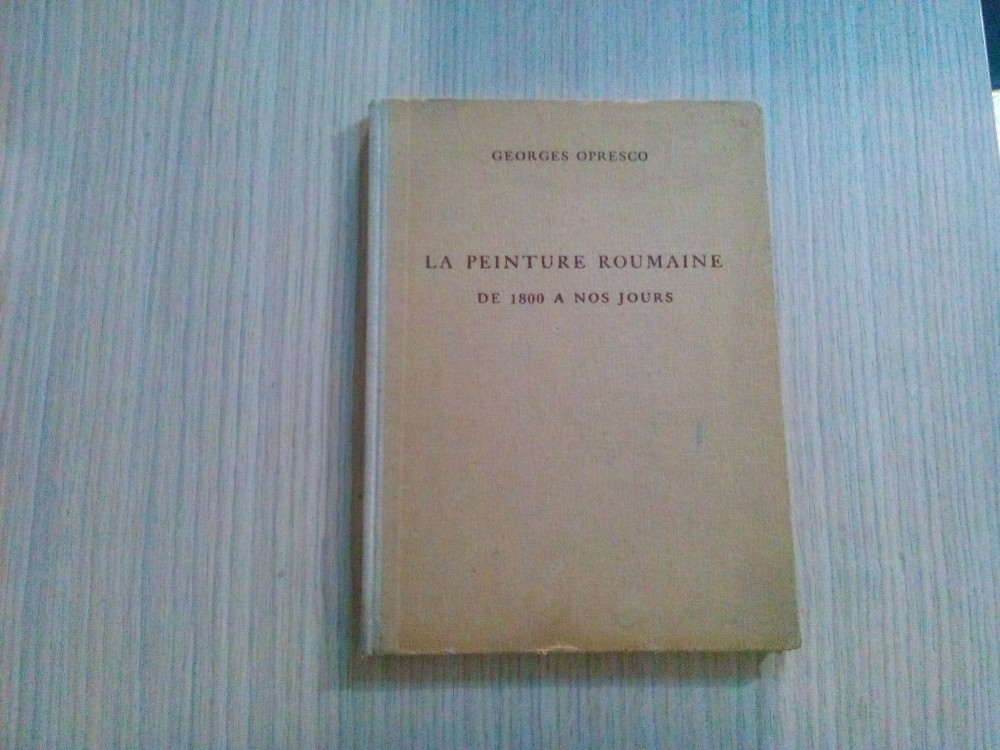 GEORGES OPRESCO
LA PEINTURE ROUMAINE
DE 1800 A NOS JOURS